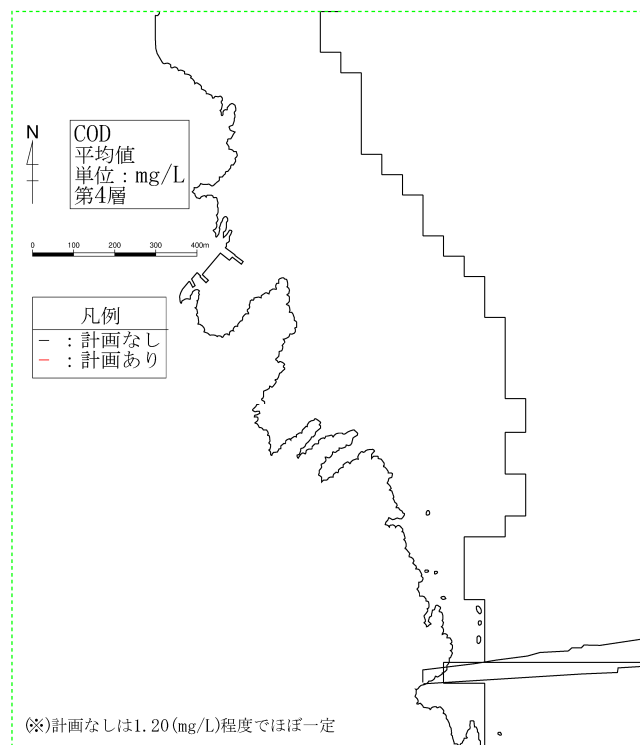 N
COD
平均値
単位：mg/L
第4層
0 100 200 300 400m
凡例
－ ：計画なし
－ ：計画あり
(※)計画なしは1.20(mg/L)程度でほぼ一定